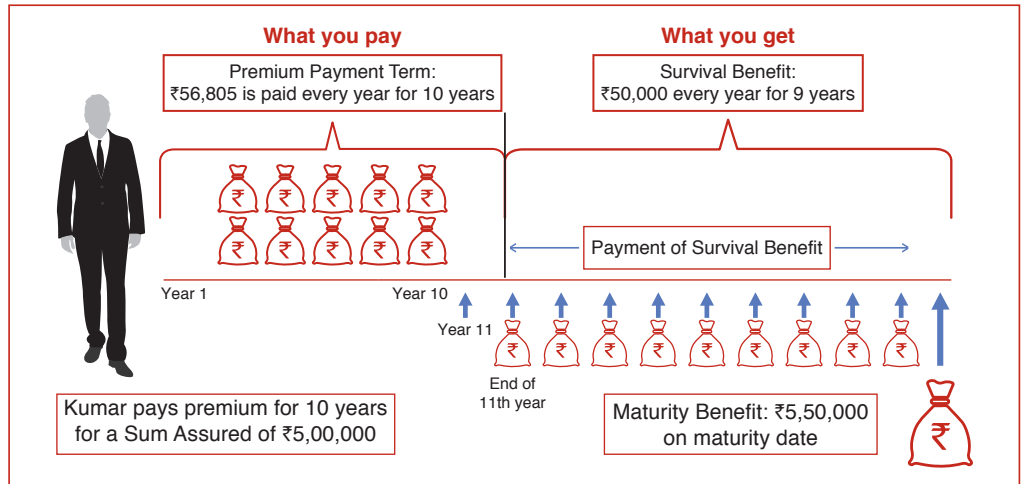 What you pay
Premium Payment Term:
₹56,805 is paid every year for 10 years
What you get
Survival Benefit:
₹50,000 every year for 9 years
₹ ₹ ₹ ₹ ₹
₹ ₹ ₹ ₹ ₹
Payment of Survival Benefit
Year 1
Year 10
Year 11
₹ ₹ ₹ ₹ ₹ ₹ ₹ ₹ ₹
End of
11th year
Kumar pays premium for 10 years
for a Sum Assured of ₹5,00,000
Maturity Benefit: ₹5,50,000
on maturity date
₹